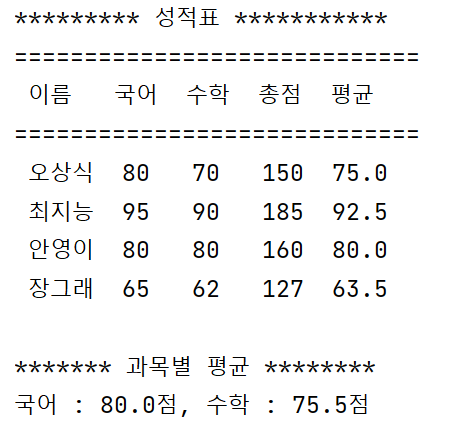 ********* 성적표 ***********
=============================
이름 국어 수학 총점 평균
=============================
오상식 80 70 150 75.0
최지능 95 90 185 92.5
안영이 80 80 160 80.0
장그래 65 62 127 63.5
******* 과목별 평균 ********
국어 : 80.0점, 수학 : 75.5점